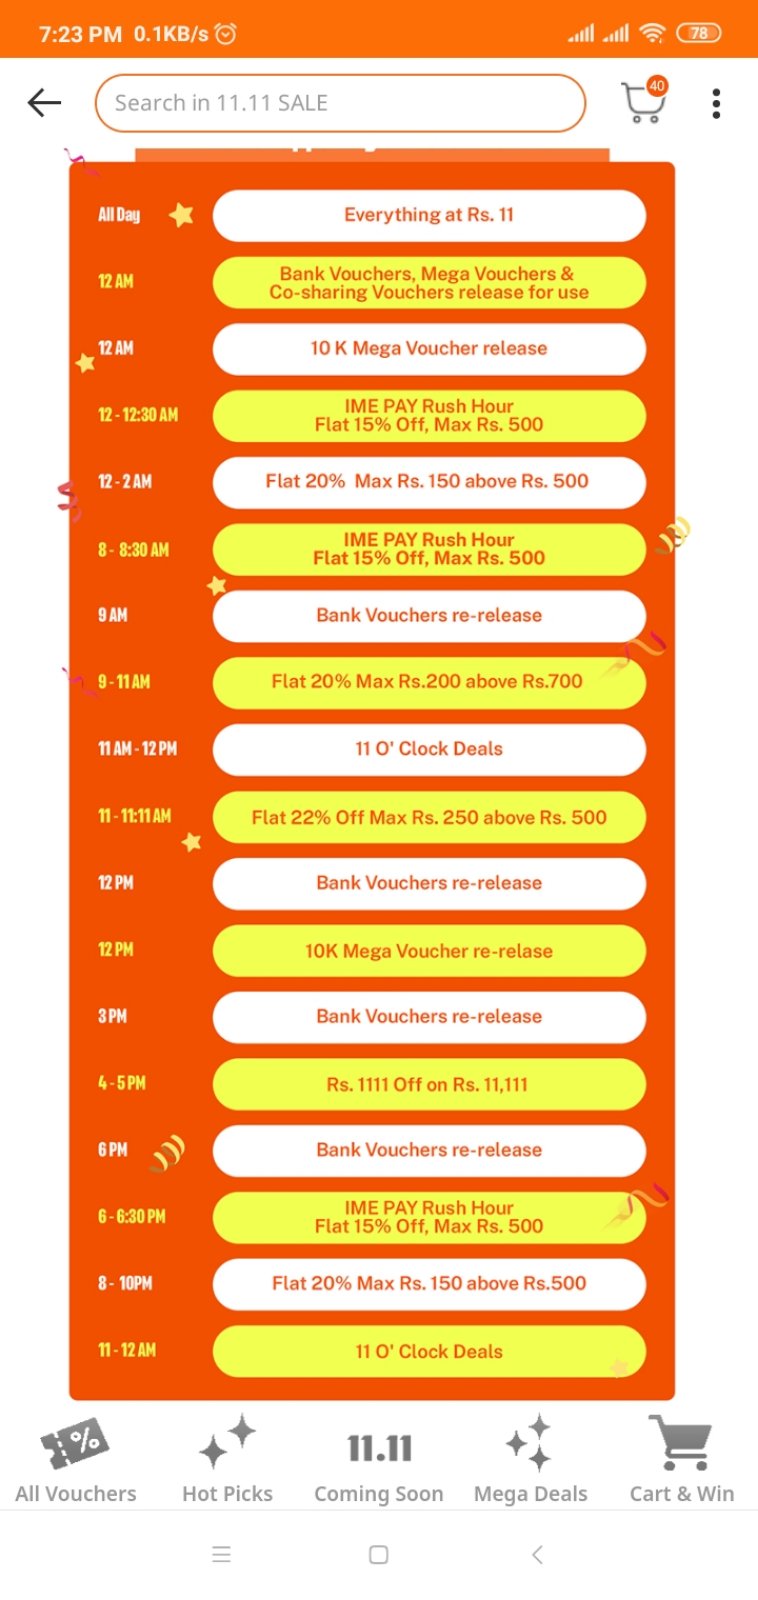 7:23 PM 0.1KB/s
78
Search in 11.11 SALE
40
All Day
Everything at Rs. 11
12 AM
Bank Vouchers, Mega Vouchers &
Co-sharing Vouchers release for use
12 AM
10 K Mega Voucher release
12 - 12:30 AM
IME PAY Rush Hour
Flat 15% Off, Max Rs. 500
12 - 2 AM
Flat 20% Max Rs. 150 above Rs. 500
8 - 8:30 AM
IME PAY Rush Hour
Flat 15% Off, Max Rs. 500
9 AM
Bank Vouchers re-release
9 - 11 AM
Flat 20% Max Rs.200 above Rs.700
11 AM - 12 PM
11 O' Clock Deals
11 - 11:11 AM
Flat 22% Off Max Rs. 250 above Rs. 500
12 PM
Bank Vouchers re-release
12 PM
10K Mega Voucher re-relase
3 PM
Bank Vouchers re-release
4 - 5 PM
Rs. 1111 Off on Rs. 11,111
6 PM
Bank Vouchers re-release
6 - 6:30 PM
IME PAY Rush Hour
Flat 15% Off, Max Rs. 500
8 - 10PM
Flat 20% Max Rs. 150 above Rs.500
11 - 12 AM
11 O' Clock Deals
%
11.11
All Vouchers
Hot Picks
Coming Soon
Mega Deals
Cart & Win